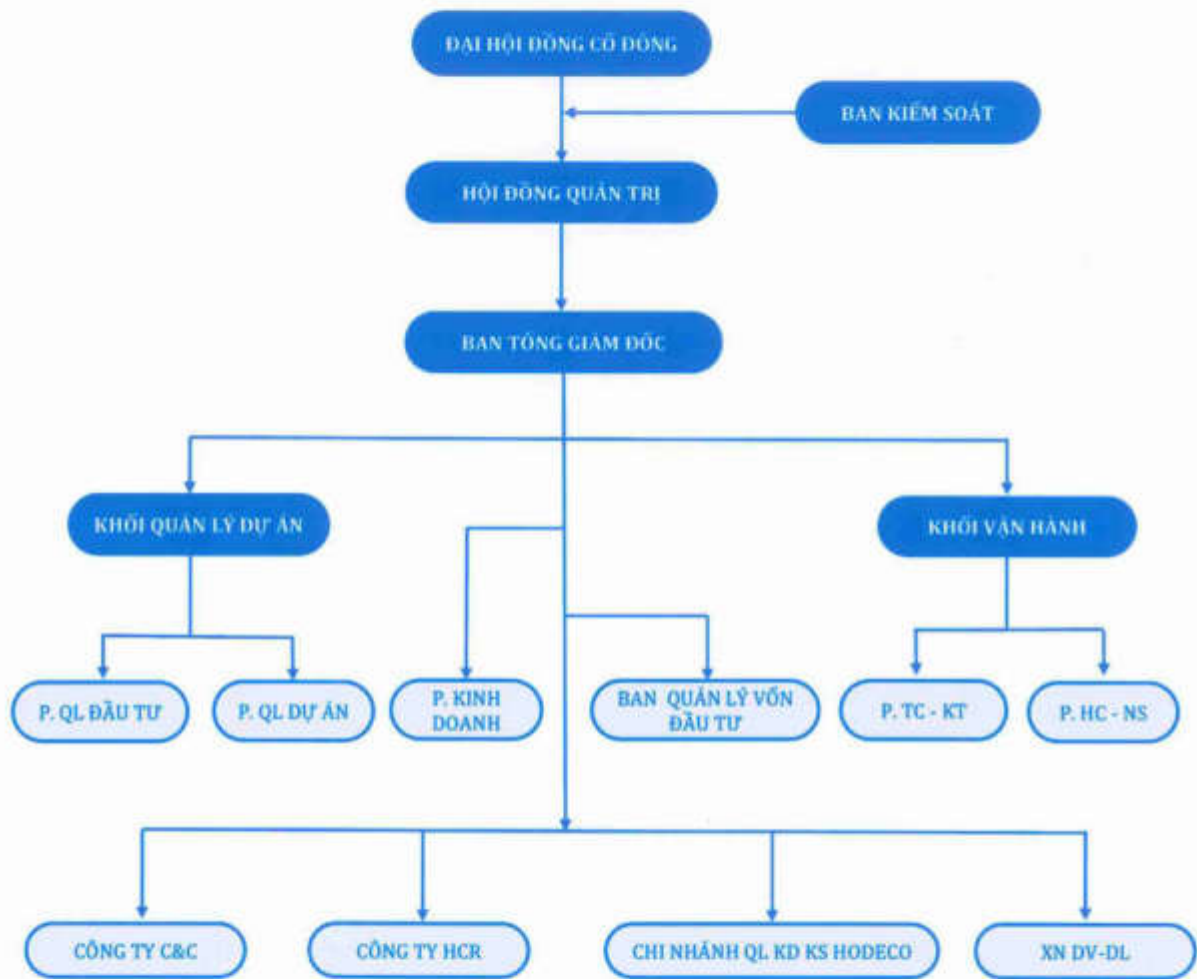 ĐẠI HỘI ĐỒNG CỔ ĐÔNG
BAN KIỂM SOÁT
HỘI ĐỒNG QUẢN TRỊ
BAN TỔNG GIÁM ĐỐC
KHỐI QUẢN LÝ DỰ ÁN
KHỐI VẬN HÀNH
P. QL ĐẦU TƯ
P. QL DỰ ÁN
P. KINH
DOANH
BAN QUẢN LÝ VỐN
ĐẦU TƯ
P. TC - KT
P. HC - NS
CÔNG TY C&C
CÔNG TY HCR
CHI NHÁNH QL KD KS HODECO
XN DV-DL